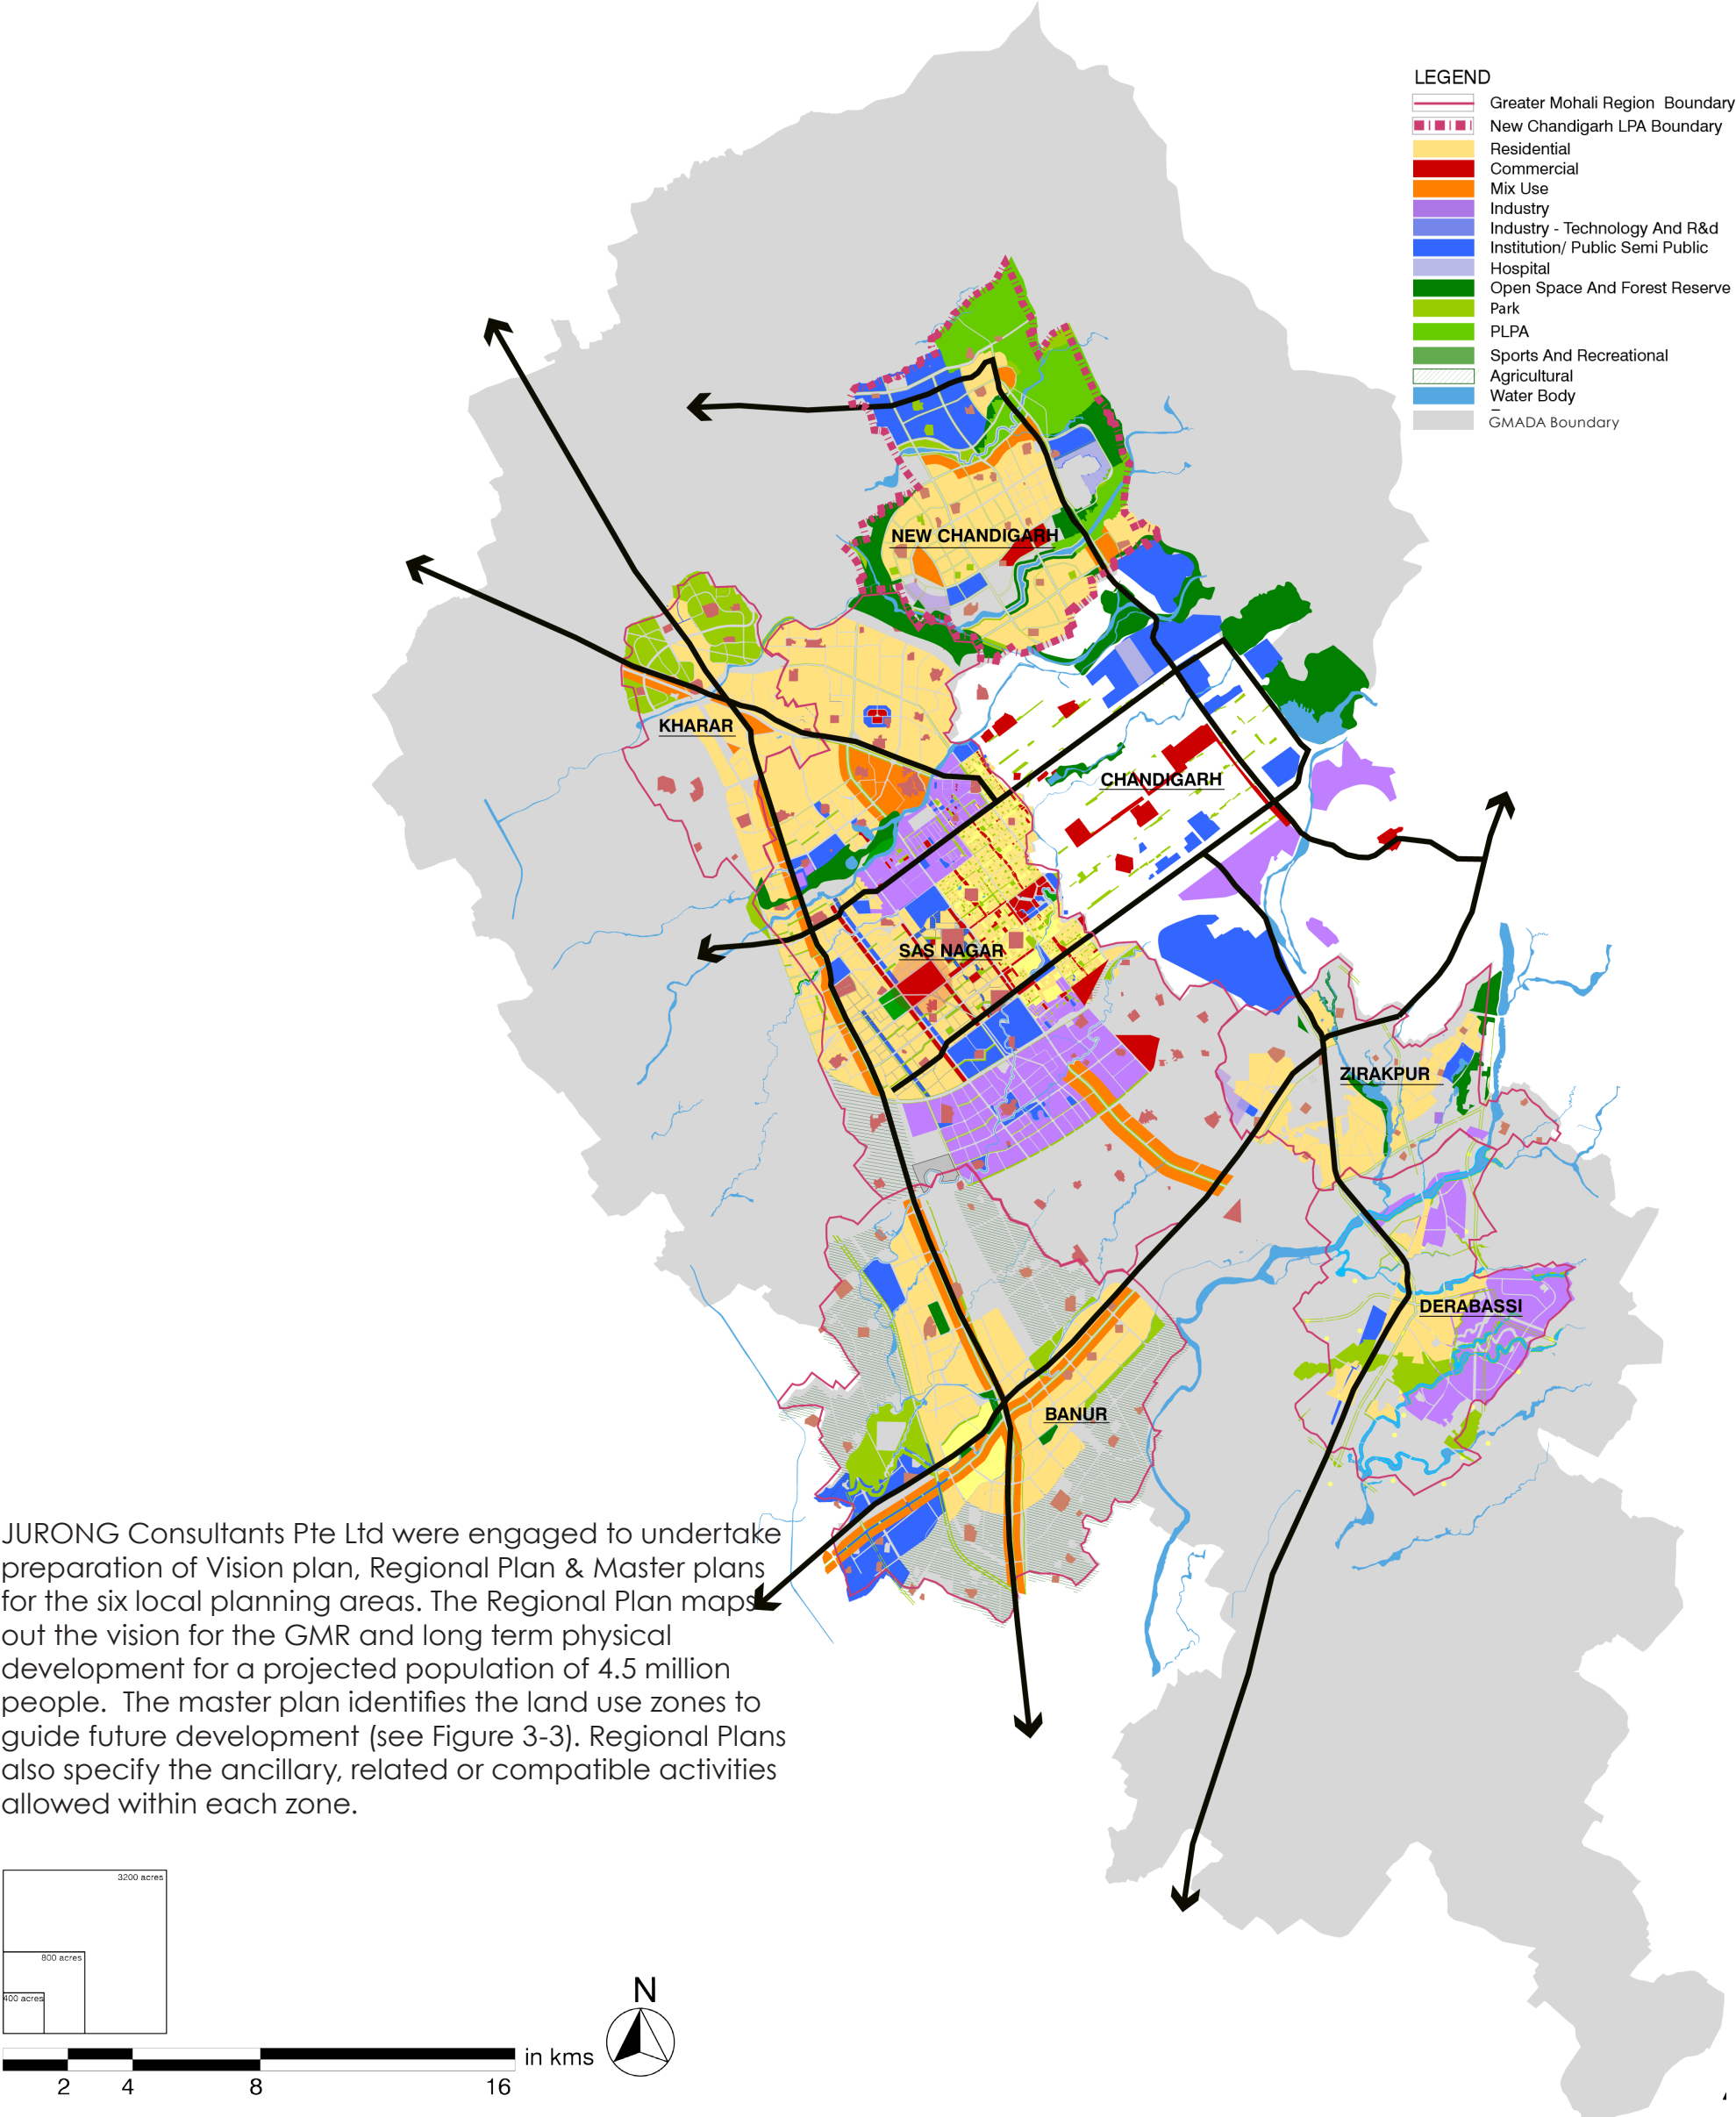 LEGEND
Greater Mohali Region Boundary
New Chandigarh LPA Boundary
Residential
Commercial
Mix Use
Industry
Industry - Technology And R&d
Institution/ Public Semi Public
Hospital
Open Space And Forest Reserve
Park
PLPA
Sports And Recreational
Agricultural
Water Body
GMADA Boundary
NEW CHANDIGARH
KHARAR
CHANDIGARH
SAS NAGAR
ZIRAKPUR
DERABASSI
BANUR
JURONG Consultants Pte Ltd were engaged to undertake
preparation of Vision plan, Regional Plan & Master plans
for the six local planning areas. The Regional Plan maps
out the vision for the GMR and long term physical
development for a projected population of 4.5 million
people. The master plan identifies the land use zones to
guide future development (see Figure 3-3). Regional Plans
also specify the ancillary, related or compatible activities
allowed within each zone.
3200 acres
800 acres
400 acres
N
in kms
2 4 8 16